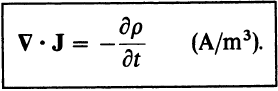 ∇ · J = −∂ρ/∂t (A/m³).